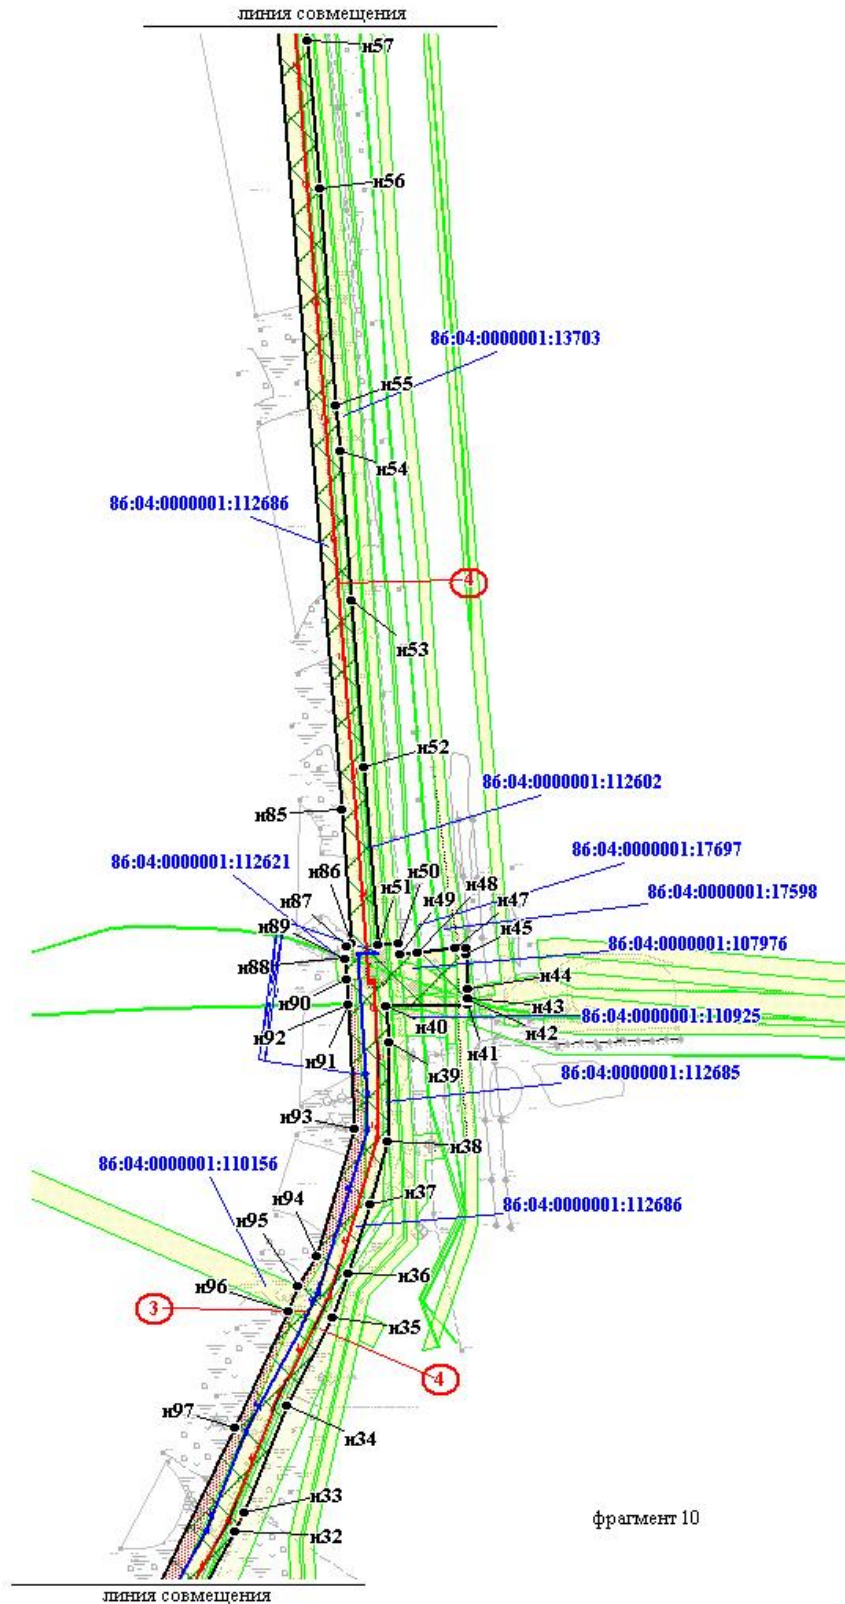 линия совмещения
н57
н56
86:04:0000001:13703
н55
н54
86:04:0000001:112686
4
н53
н52
86:04:0000001:112602
н85
86:04:0000001:17697
86:04:0000001:112621
н86
н50
н48
н51
н49
н47
86:04:0000001:17598
н87
н45
н89
86:04:0000001:107976
н88
н44
н90
н43
86:04:0000001:110925
н92
н40
н42
н41
н39
н91
86:04:0000001:112685
н93
н38
86:04:0000001:110156
н37
н94
86:04:0000001:112686
н95
н36
н96
3
н35
4
н97
н34
н33
фрагмент 10
н32
линия совмещения